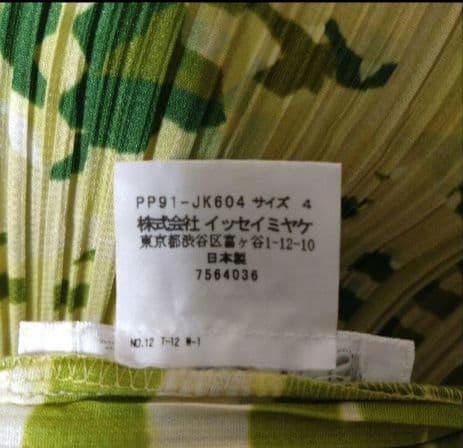 PP91-JK604 サイズ 4
株式会社 イッセイミヤケ
東京都渋谷区富ヶ谷1-12-10
日本製
7564036
NO.12 T-12 W-1